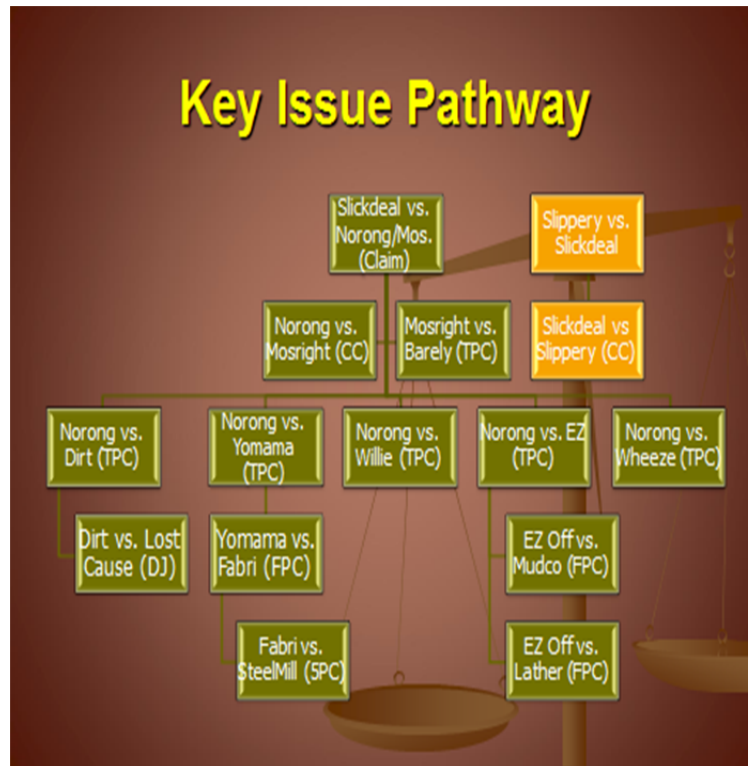 Key Issue Pathway
Slickdeal vs.
Norong/Mos.
(Claim)
Slippery vs.
Slickdeal
Norong vs.
Mosright (CC)
Mosright vs.
Barely (TPC)
Slickdeal vs
Slippery (CC)
Norong vs.
Dirt (TPC)
Norong vs.
Yomama
(TPC)
Norong vs.
Willie (TPC)
Norong vs. EZ
(TPC)
Norong vs.
Wheeze (TPC)
Dirt vs. Lost
Cause (DJ)
Yomama vs.
Fabri (FPC)
EZ Off vs.
Mudco (FPC)
Fabri vs.
SteelMill (5PC)
EZ Off vs.
Lather (FPC)